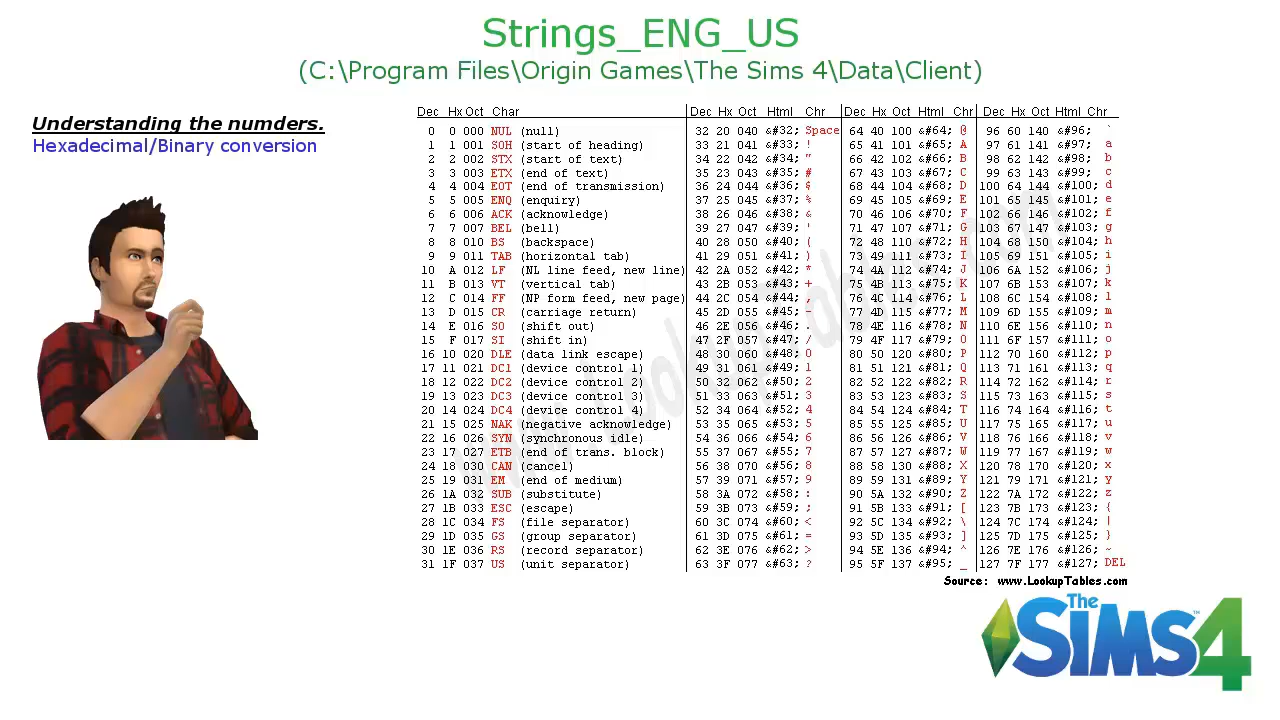 Strings_ENG_US
(C:\Program Files\Origin Games\The Sims 4\Data\Client)
Understanding the numders.
Hexadecimal/Binary conversion
Dec Hx Oct Char Dec Hx Oct Html Chr Dec Hx Oct Html Chr Dec Hx Oct Html Chr
0 0 000 NUL (null) 32 20 040 &#32; Space 64 40 100 &#64; @ 96 60 140 &#96; `
1 1 001 SOH (start of heading) 33 21 041 &#33; ! 65 41 101 &#65; A 97 61 141 &#97; a
2 2 002 STX (start of text) 34 22 042 &#34; " 66 42 102 &#66; B 98 62 142 &#98; b
3 3 003 ETX (end of text) 35 23 043 &#35; # 67 43 103 &#67; C 99 63 143 &#99; c
4 4 004 EOT (end of transmission) 36 24 044 &#36; $ 68 44 104 &#68; D 100 64 144 &#100; d
5 5 005 ENQ (enquiry) 37 25 045 &#37; % 69 45 105 &#69; E 101 65 145 &#101; e
6 6 006 ACK (acknowledge) 38 26 046 &#38; & 70 46 106 &#70; F 102 66 146 &#102; f
7 7 007 BEL (bell) 39 27 047 &#39; ' 71 47 107 &#71; G 103 67 147 &#103; g
8 8 010 BS (backspace) 40 28 050 &#40; ( 72 48 110 &#72; H 104 68 150 &#104; h
9 9 011 TAB (horizontal tab) 41 29 051 &#41; ) 73 49 111 &#73; I 105 69 151 &#105; i
10 A 012 LF (NL line feed, new line) 42 2A 052 &#42; * 74 4A 112 &#74; J 106 6A 152 &#106; j
11 B 013 VT (vertical tab) 43 2B 053 &#43; + 75 4B 113 &#75; K 107 6B 153 &#107; k
12 C 014 FF (NP form feed, new page) 44 2C 054 &#44; , 76 4C 114 &#76; L 108 6C 154 &#108; l
13 D 015 CR (carriage return) 45 2D 055 &#45; - 77 4D 115 &#77; M 109 6D 155 &#109; m
14 E 016 SO (shift out) 46 2E 056 &#46; . 78 4E 116 &#78; N 110 6E 156 &#110; n
15 F 017 SI (shift in) 47 2F 057 &#47; / 79 4F 117 &#79; O 111 6F 157 &#111; o
16 10 020 DLE (data link escape) 48 30 060 &#48; 0 80 50 120 &#80; P 112 70 160 &#112; p
17 11 021 DC1 (device control 1) 49 31 061 &#49; 1 81 51 121 &#81; Q 113 71 161 &#113; q
18 12 022 DC2 (device control 2) 50 32 062 &#50; 2 82 52 122 &#82; R 114 72 162 &#114; r
19 13 023 DC3 (device control 3) 51 33 063 &#51; 3 83 53 123 &#83; S 115 73 163 &#115; s
20 14 024 DC4 (device control 4) 52 34 064 &#52; 4 84 54 124 &#84; T 116 74 164 &#116; t
21 15 025 NAK (negative acknowledge) 53 35 065 &#53; 5 85 55 125 &#85; U 117 75 165 &#117; u
22 16 026 SYN (synchronous idle) 54 36 066 &#54; 6 86 56 126 &#86; V 118 76 166 &#118; v
23 17 027 ETB (end of trans. block) 55 37 067 &#55; 7 87 57 127 &#87; W 119 77 167 &#119; w
24 18 030 CAN (cancel) 56 38 070 &#56; 8 88 58 130 &#88; X 120 78 170 &#120; x
25 19 031 EM (end of medium) 57 39 071 &#57; 9 89 59 131 &#89; Y 121 79 171 &#121; y
26 1A 032 SUB (substitute) 58 3A 072 &#58; : 90 5A 132 &#90; Z 122 7A 172 &#122; z
27 1B 033 ESC (escape) 59 3B 073 &#59; ; 91 5B 133 &#91; [ 123 7B 173 &#123; {
28 1C 034 FS (file separator) 60 3C 074 &#60; < 92 5C 134 &#92; \ 124 7C 174 &#124; |
29 1D 035 GS (group separator) 61 3D 075 &#61; = 93 5D 135 &#93; ] 125 7D 175 &#125; }
30 1E 036 RS (record separator) 62 3E 076 &#62; > 94 5E 136 &#94; ^ 126 7E 176 &#126; ~
31 1F 037 US (unit separator) 63 3F 077 &#63; ? 95 5F 137 &#95; _ 127 7F 177 &#127; DEL
www.LookupTables.com
Source: www.LookupTables.com
The SIMS 4